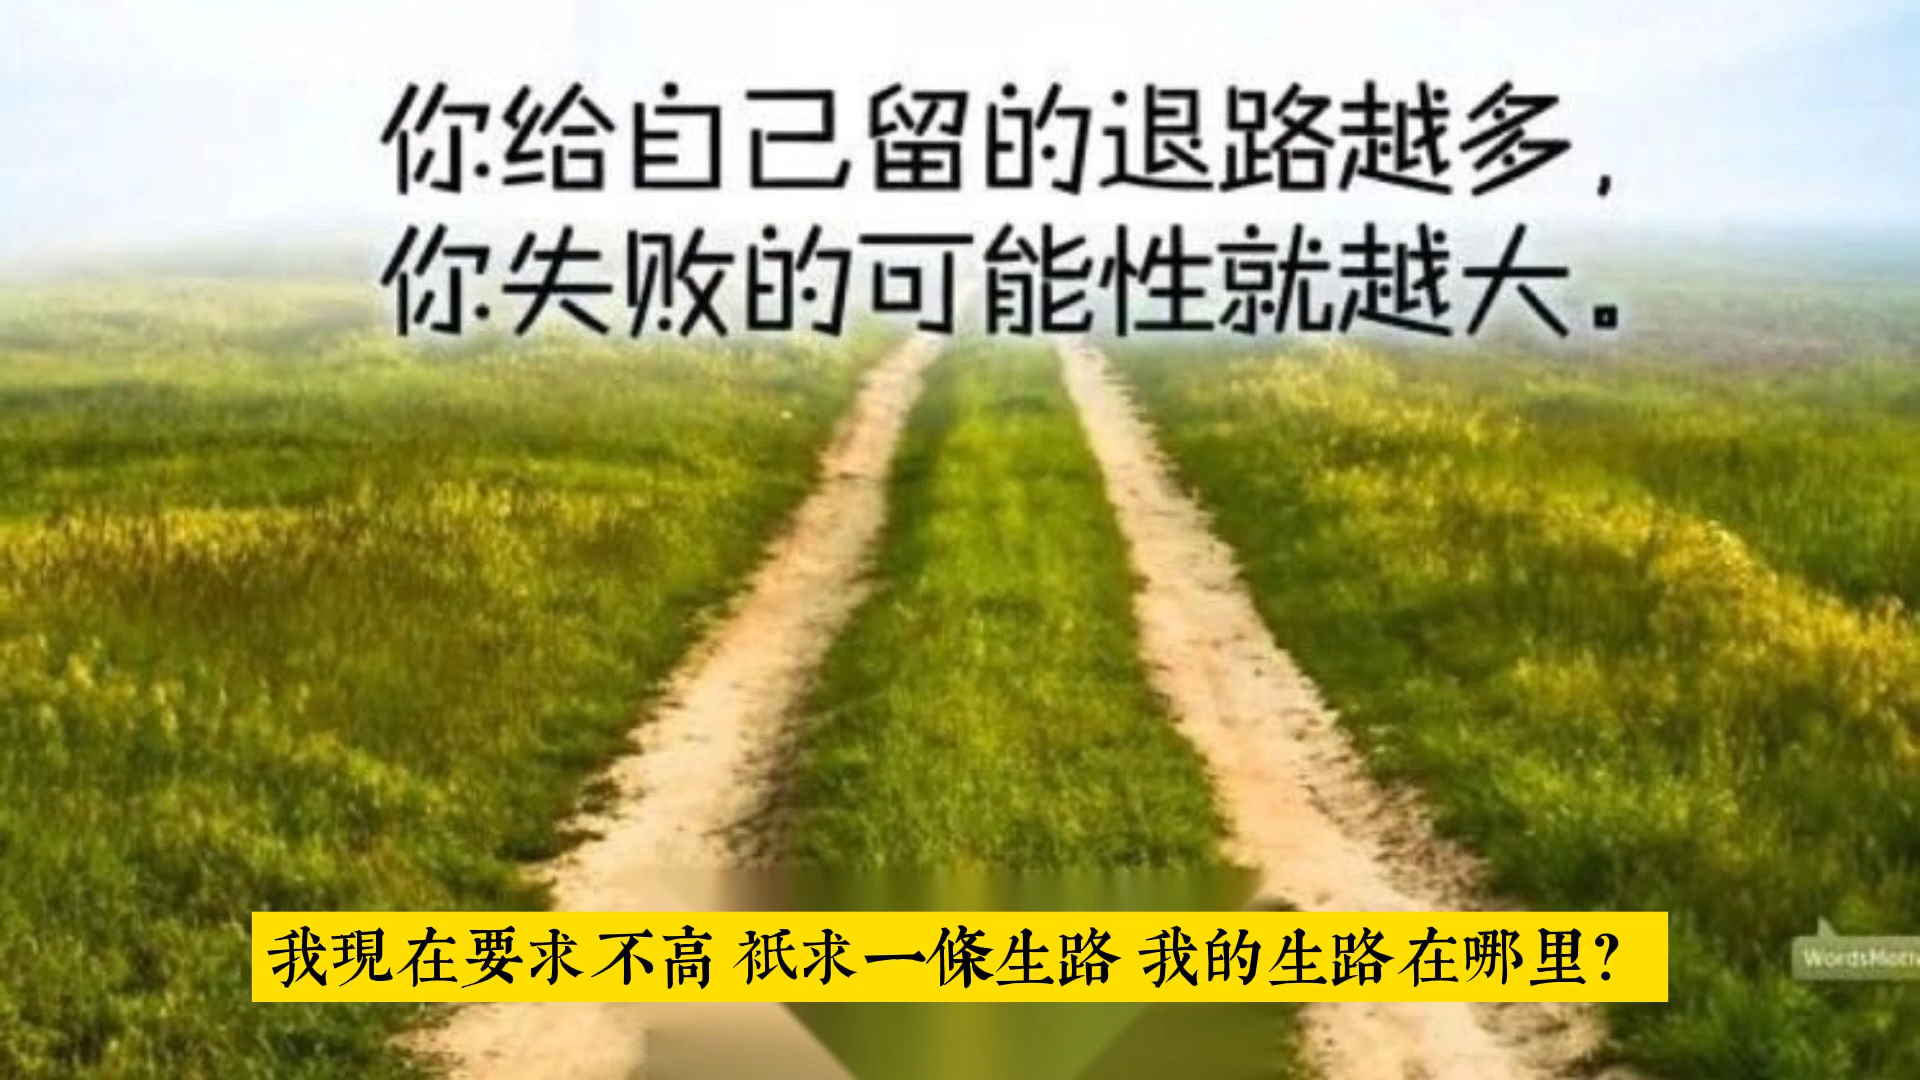 你给自己留的退路越多，
你失败的可能性就越大。
我現在要求不高 衹求一條生路 我的生路在哪里？